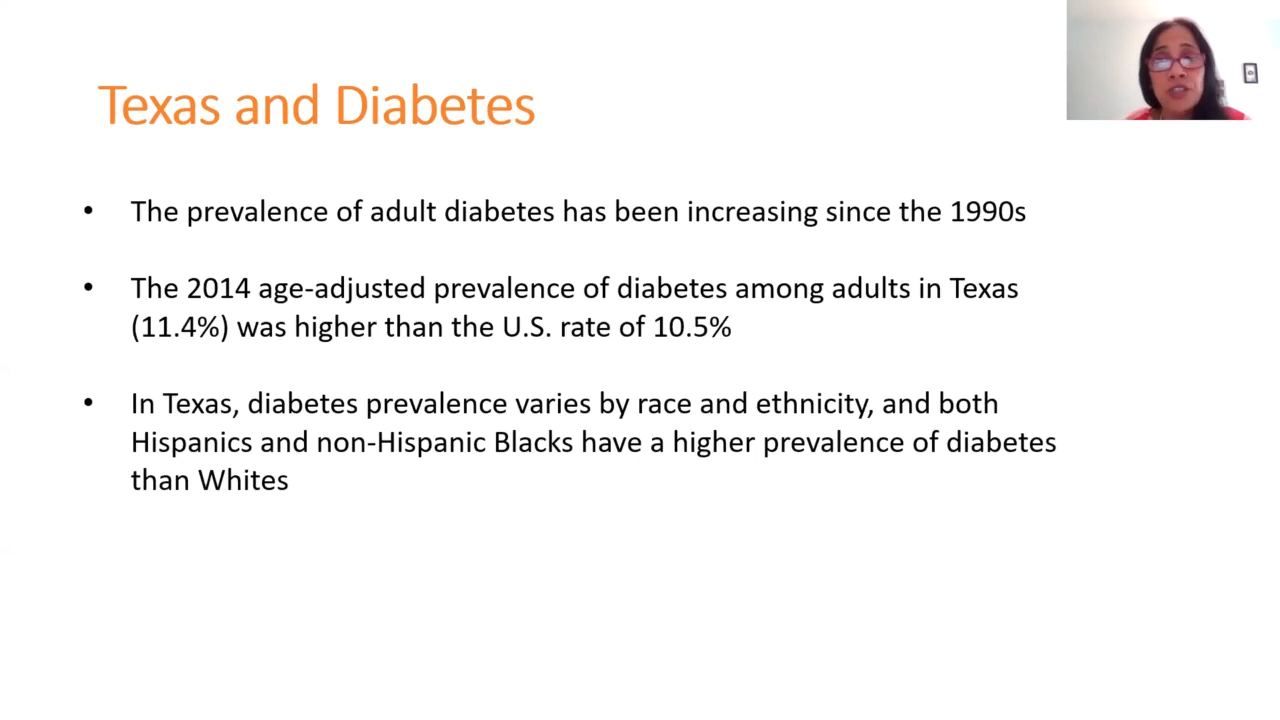 Texas and Diabetes
• The prevalence of adult diabetes has been increasing since the 1990s
• The 2014 age-adjusted prevalence of diabetes among adults in Texas
(11.4%) was higher than the U.S. rate of 10.5%
• In Texas, diabetes prevalence varies by race and ethnicity, and both
Hispanics and non-Hispanic Blacks have a higher prevalence of diabetes
than Whites